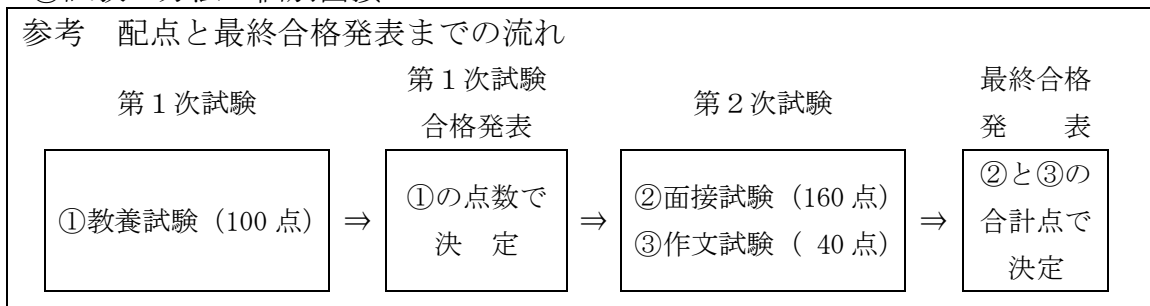 参考　配点と最終合格発表までの流れ
第１次試験
第１次試験
合格発表
第２次試験
最終合格
発　　表
①教養試験（100 点）
⇒
①の点数で
決　定
⇒
②面接試験（160 点）
③作文試験（ 40 点）
⇒
②と③の
合計点で
決定